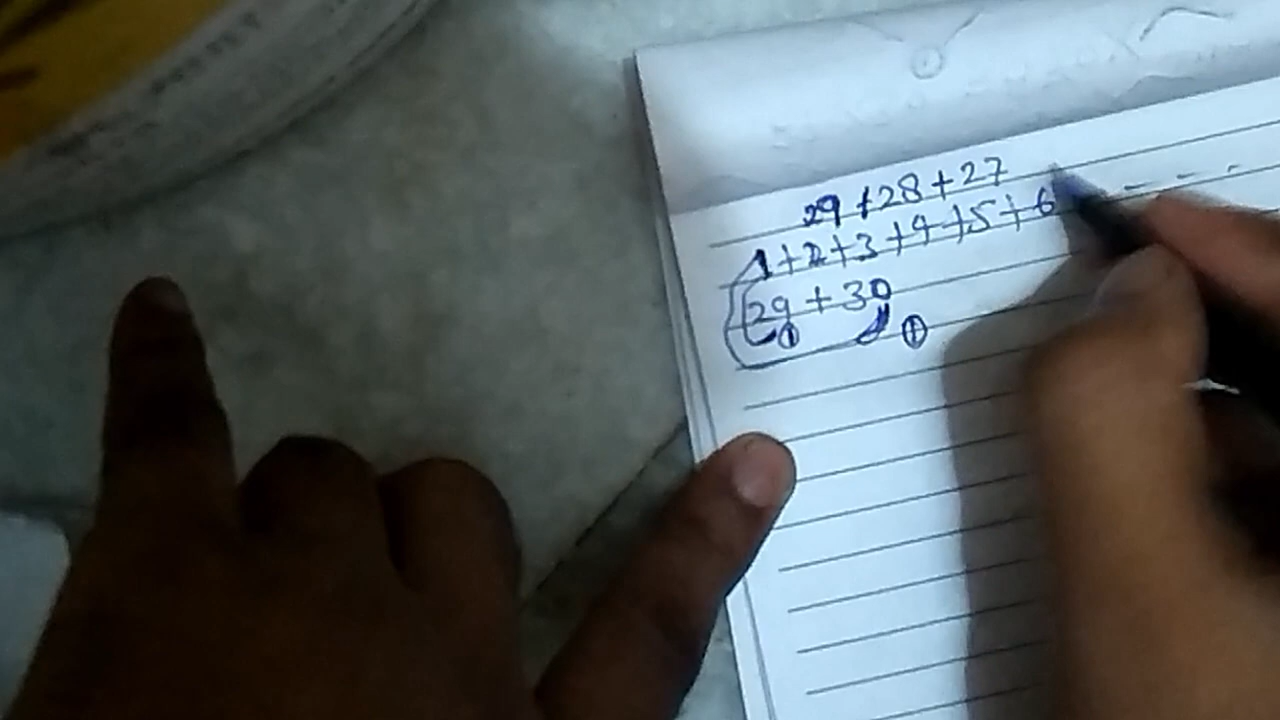 29 + 28 + 27
1 + 2 + 3 + 4 + 5 + 6 - - -
29 + 30
① ①